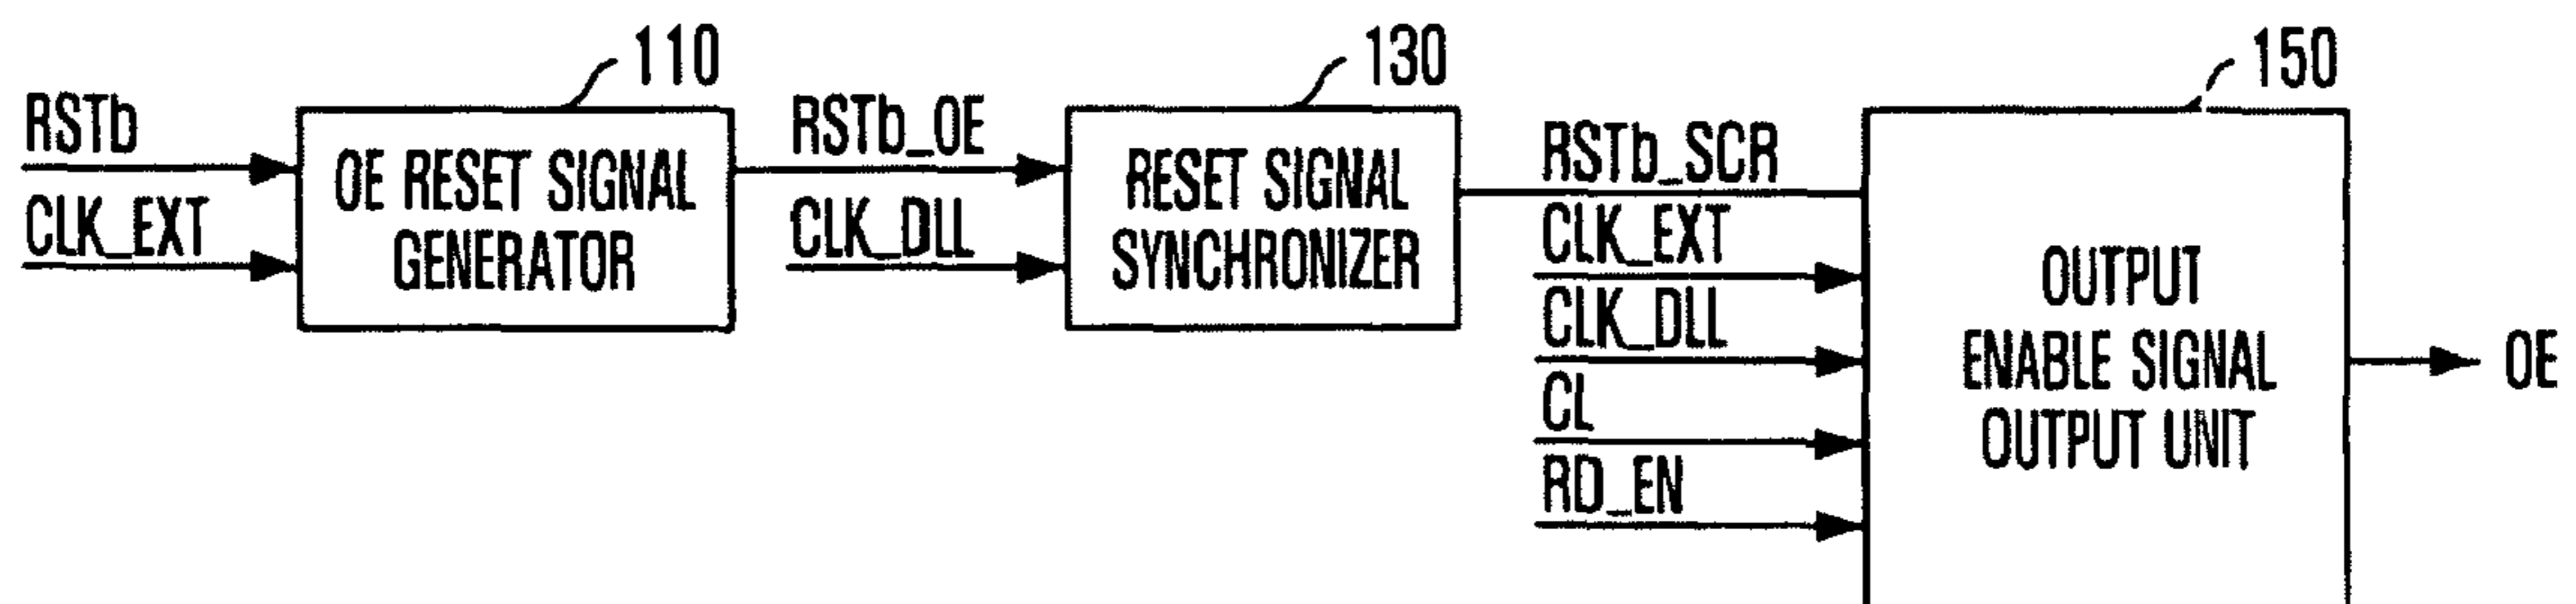 110
130
150
RSTb
CLK_EXT
OE RESET SIGNAL
GENERATOR
RSTb_OE
CLK_DLL
RESET SIGNAL
SYNCHRONIZER
RSTb_SCR
CLK_EXT
CLK_DLL
CL
RD_EN
OUTPUT
ENABLE SIGNAL
OUTPUT UNIT
OE